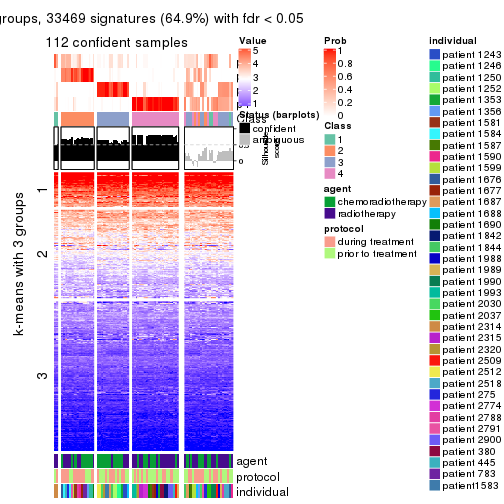 groups, 33469 signatures (64.9%) with fdr < 0.05
112 confident samples
k-means with 3 groups
1
2
3
Class
agent
protocol
individual
Value
5
4
3
2
1
Status (barplots)
confident
ambiguous
Silhouette
score
Prob
1
0.8
0.6
0.4
0.2
0
Class
1
2
3
4
agent
chemoradiotherapy
radiotherapy
protocol
during treatment
prior to treatment
individual
patient 1243
patient 1246
patient 1250
patient 1252
patient 1353
patient 1356
patient 1581
patient 1584
patient 1587
patient 1590
patient 1599
patient 1676
patient 1677
patient 1687
patient 1688
patient 1690
patient 1842
patient 1844
patient 1988
patient 1989
patient 1990
patient 1993
patient 2030
patient 2037
patient 2314
patient 2315
patient 2320
patient 2509
patient 2512
patient 2518
patient 275
patient 2774
patient 2788
patient 2791
patient 2900
patient 380
patient 445
patient 783
patient1583